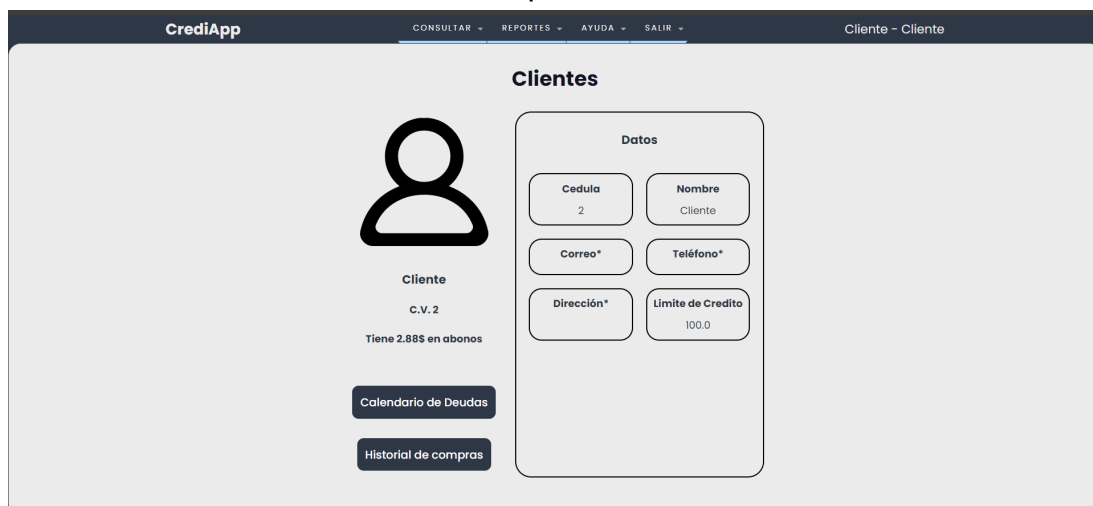 CrediApp
CONSULTAR
REPORTES
AYUDA
SALIR
Cliente - Cliente
Clientes
Cliente
C.V. 2
Tiene 2.88$ en abonos
Calendario de Deudas
Historial de compras
Datos
Cedula
2
Nombre
Cliente
Correo*
Teléfono*
Dirección*
Limite de Credito
100.0